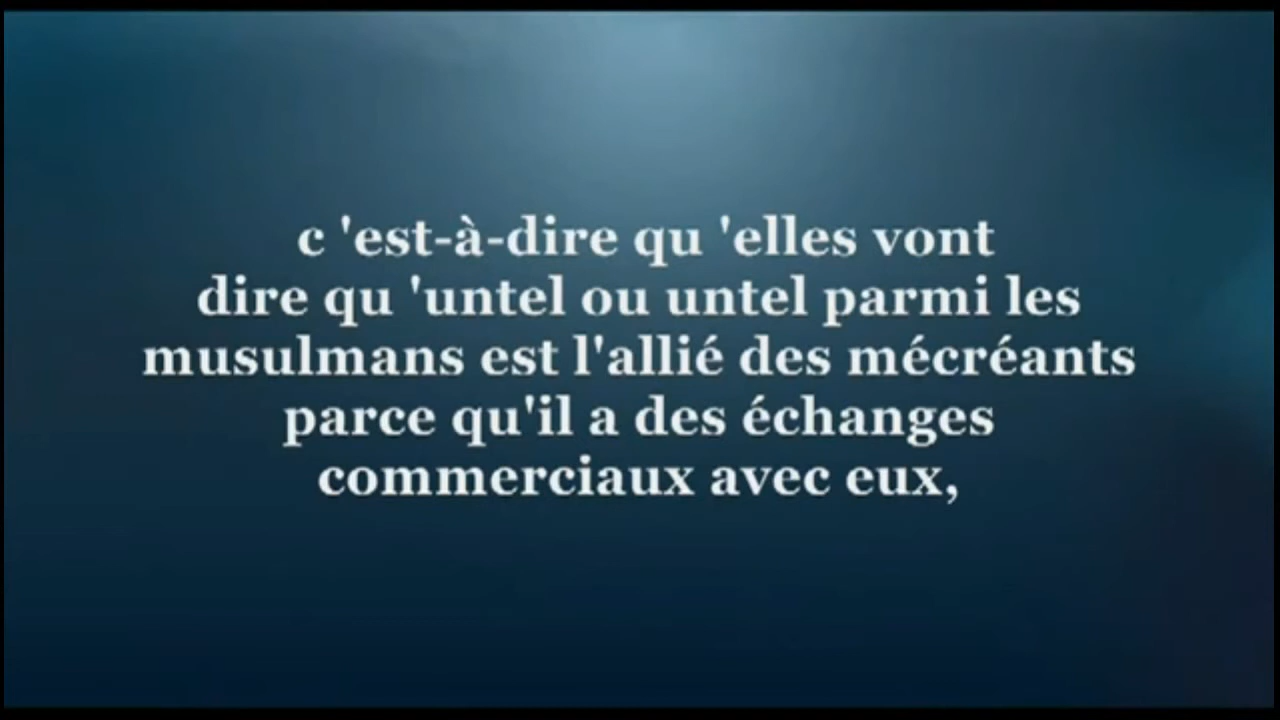 c 'est-à-dire qu 'elles vont
dire qu 'untel ou untel parmi les
musulmans est l'allié des mécréants
parce qu'il a des échanges
commerciaux avec eux,